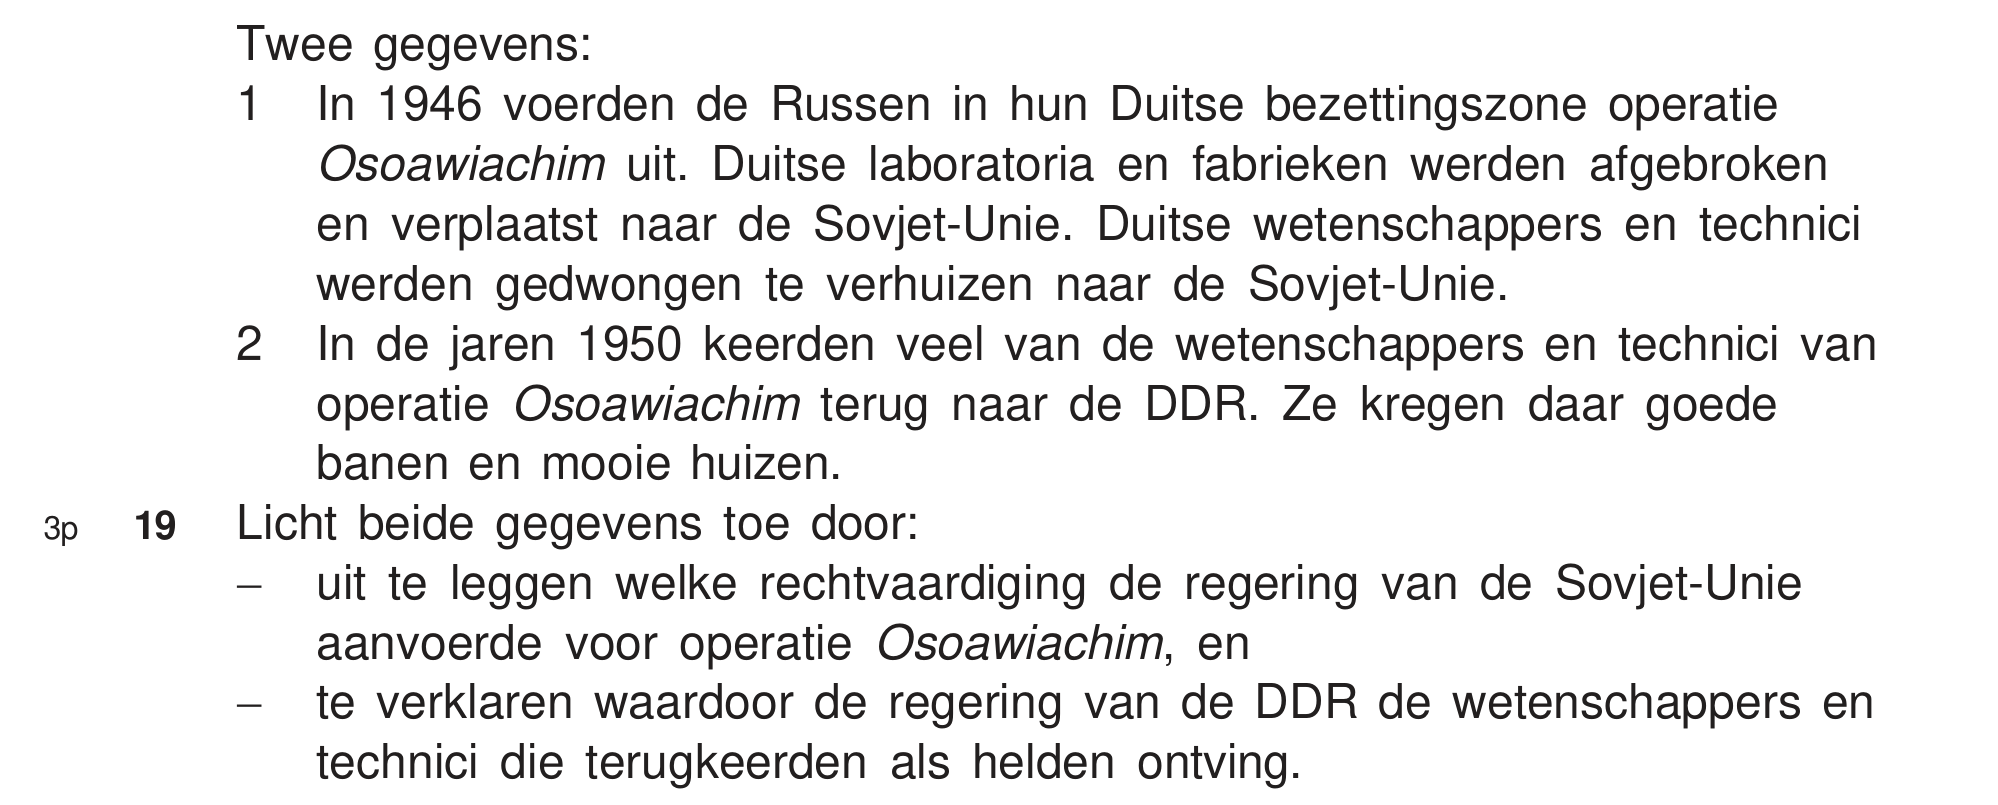 Twee gegevens:
1 In 1946 voerden de Russen in hun Duitse bezettingszone operatie
Osoawiachim uit. Duitse laboratoria en fabrieken werden afgebroken
en verplaatst naar de Sovjet-Unie. Duitse wetenschappers en technici
werden gedwongen te verhuizen naar de Sovjet-Unie.
2 In de jaren 1950 keerden veel van de wetenschappers en technici van
operatie Osoawiachim terug naar de DDR. Ze kregen daar goede
banen en mooie huizen.
3p 19 Licht beide gegevens toe door:
– uit te leggen welke rechtvaardiging de regering van de Sovjet-Unie
aanvoerde voor operatie Osoawiachim, en
– te verklaren waardoor de regering van de DDR de wetenschappers en
technici die terugkeerden als helden ontving.